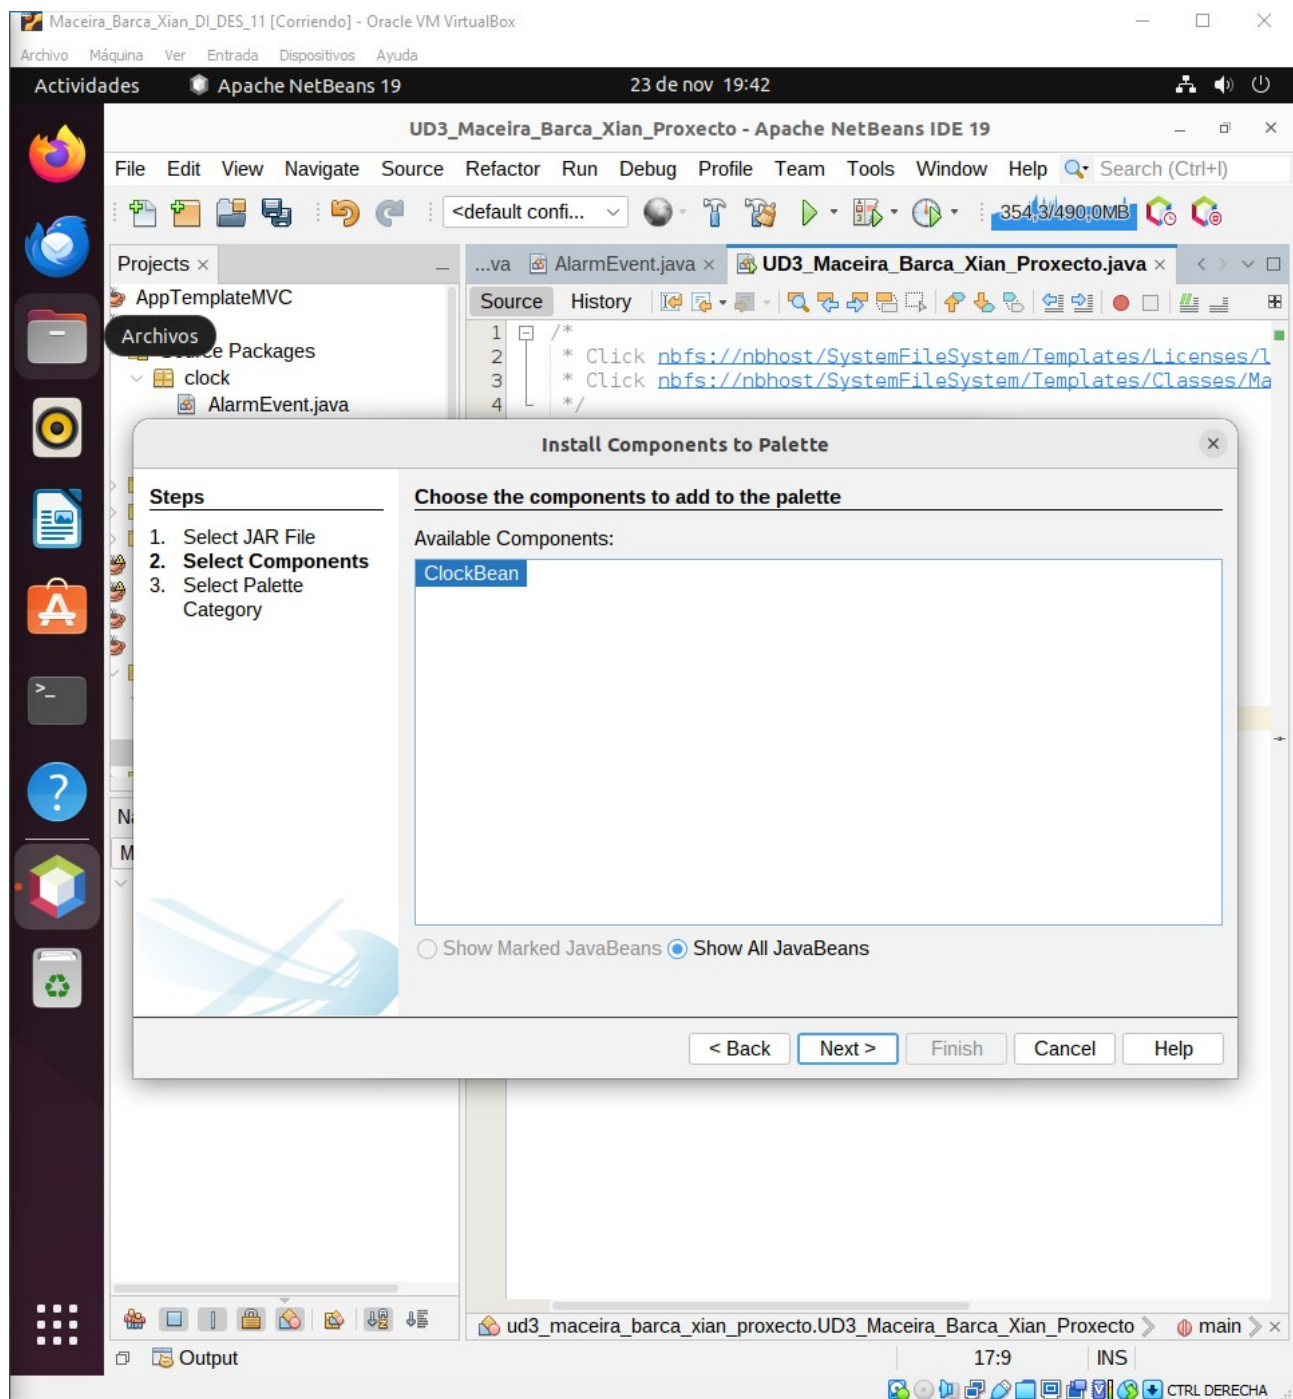 Maceira_Barca_Xian_DI_DES_11 [Corriendo] - Oracle VM VirtualBox
Archivo Máquina Ver Entrada Dispositivos Ayuda
Actividades Apache NetBeans 19 23 de nov 19:42
UD3_Maceira_Barca_Xian_Proxecto - Apache NetBeans IDE 19
File Edit View Navigate Source Refactor Run Debug Profile Team Tools Window Help Search (Ctrl+I)
<default confi... 354,3/490,0MB
Projects ...va AlarmEvent.java UD3_Maceira_Barca_Xian_Proxecto.java
AppTemplateMVC Source History
Archivos
1 /*
Source Packages 2 * Click nbfs://nbhost/SystemFileSystem/Templates/Licenses/l
clock 3 * Click nbfs://nbhost/SystemFileSystem/Templates/Classes/Ma
AlarmEvent.java 4 */
Install Components to Palette
Steps
1. Select JAR File
2. Select Components
3. Select Palette
Category
Choose the components to add to the palette
Available Components:
ClockBean
Show Marked JavaBeans Show All JavaBeans
< Back Next > Finish Cancel Help
ud3_maceira_barca_xian_proxecto.UD3_Maceira_Barca_Xian_Proxecto main
Output 17:9 INS
CTRL DERECHA